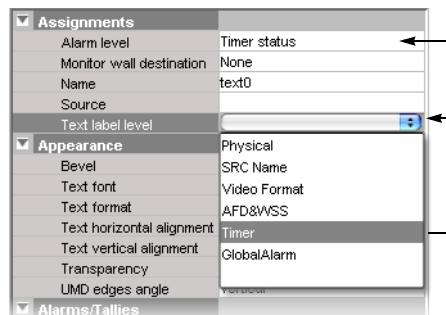 Assignments
Alarm level Timer status
Monitor wall destination None
Name text0
Source
Text label level
Appearance Physical
Bevel SRC Name
Text font Video Format
Text format AFD&WSS
Text horizontal alignment Timer
Text vertical alignment GlobalAlarm
Transparency
UMD edges angle Vertical
Alarms/Tallies